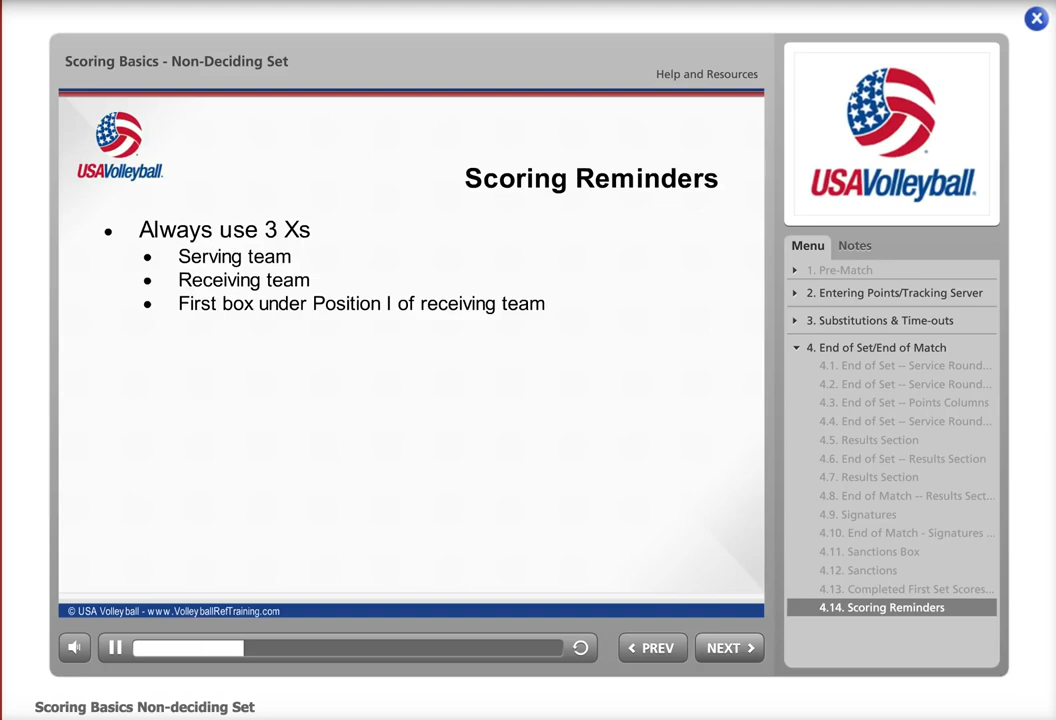 Scoring Basics - Non-Deciding Set
Help and Resources
USAVolleyball.
Scoring Reminders
• Always use 3 Xs
• Serving team
• Receiving team
• First box under Position I of receiving team
© USA Volleyball - www.VolleyballRefTraining.com
< PREV
NEXT >
USAVolleyball.
Menu Notes
1. Pre-Match
2. Entering Points/Tracking Server
3. Substitutions & Time-outs
4. End of Set/End of Match
4.1. End of Set -- Service Round...
4.2. End of Set -- Service Round...
4.3. End of Set -- Points Columns
4.4. End of Set -- Service Round...
4.5. Results Section
4.6. End of Set -- Results Section
4.7. Results Section
4.8. End of Match -- Results Sect...
4.9. Signatures
4.10. End of Match - Signatures ...
4.11. Sanctions Box
4.12. Sanctions
4.13. Completed First Set Scores...
4.14. Scoring Reminders
Scoring Basics Non-deciding Set